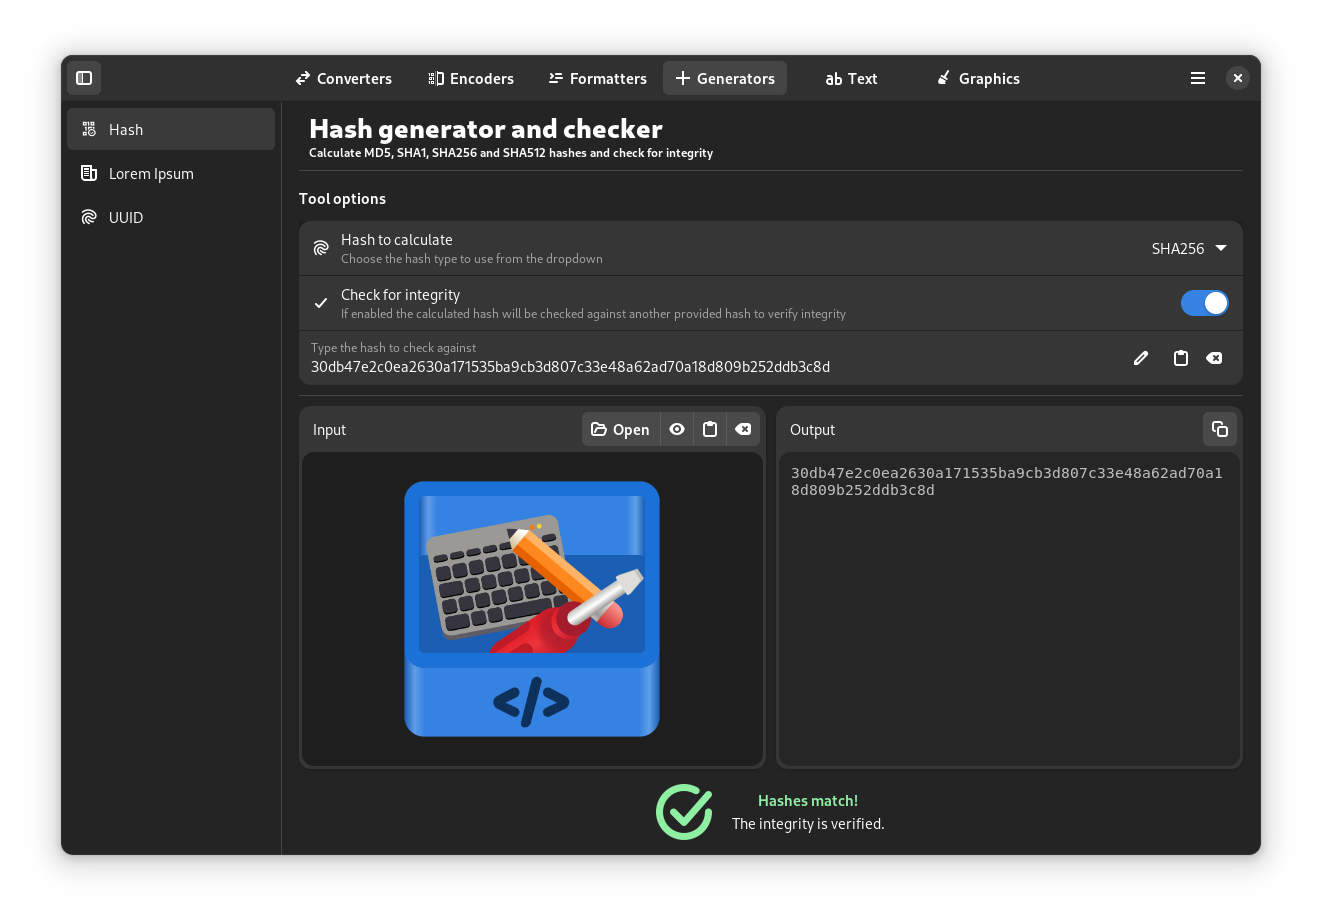 Converters Encoders Formatters Generators ab Text Graphics
Hash
Lorem Ipsum
UUID
Hash generator and checker
Calculate MD5, SHA1, SHA256 and SHA512 hashes and check for integrity
Tool options
Hash to calculate
Choose the hash type to use from the dropdown
SHA256
Check for integrity
If enabled the calculated hash will be checked against another provided hash to verify integrity
Type the hash to check against
30db47e2c0ea2630a171535ba9cb3d807c33e48a62ad70a18d809b252ddb3c8d
Input
Open
</>
Output
30db47e2c0ea2630a171535ba9cb3d807c33e48a62ad70a1
8d809b252ddb3c8d
Hashes match!
The integrity is verified.